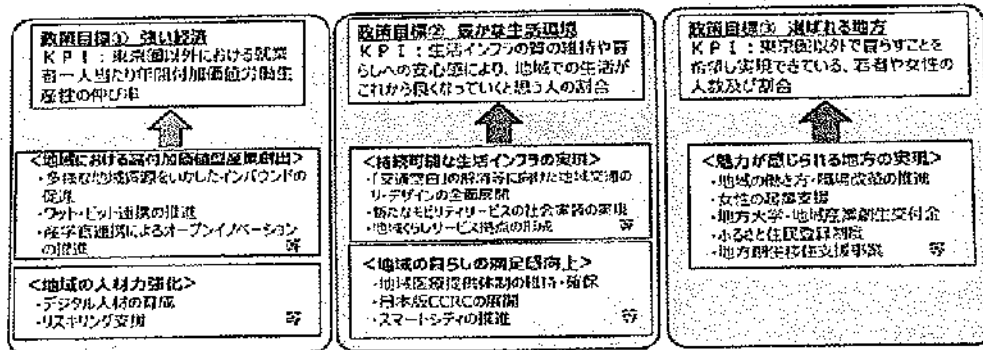 政策目標① 強い経済
KPI：東京圏以外における就業
者一人当たり年間付加価値労働生
産性の伸び率
<地域における高付加価値型産業創出>
・多様な地域資源をいかしたインバウンドの
促進
・ワット・ビット連携の推進
・産学官連携によるオープンイノベーション
の推進 等
<地域の人材力強化>
・デジタル人材の育成
・リスキリング支援 等
政策目標② 豊かな生活環境
KPI：生活インフラの質の維持や暮
らしへの安心感により、地域での生活が
これから良くなっていくと思う人の割合
<持続可能な生活インフラの実現>
・「交通空白」の解消等に向けた地域交通の
リ・デザインの全面展開
・新たなモビリティサービスの社会実装の実現
・地域くらしサービス拠点の形成 等
<地域の暮らしの満足感向上>
・地域医療提供体制の維持・確保
・日本版CCRCの展開
・スマートシティの推進 等
政策目標③ 選ばれる地方
KPI：東京圏以外で暮らすことを
希望し実現できている、若者や女性の
人数及び割合
<魅力が感じられる地方の実現>
・地域の働き方・職場改革の推進
・女性の起業支援
・地方大学・地域産業創生交付金
・ふるさと住民登録制度
・地方創生移住支援事業 等